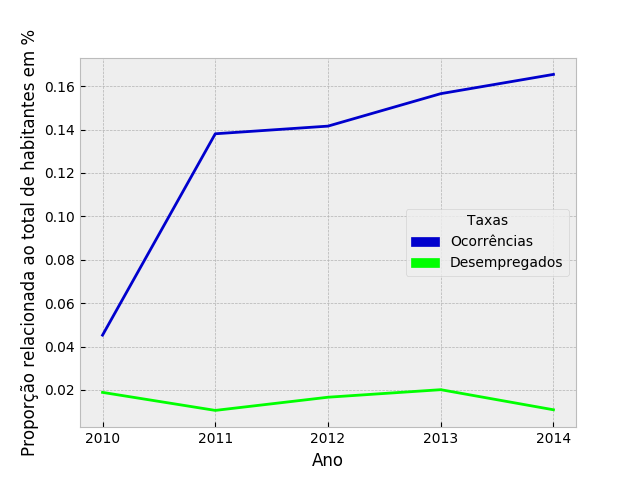 Proporção relacionada ao total de habitantes em %
0.16
0.14
0.12
0.10
0.08
0.06
0.04
0.02
Taxas
Ocorrências
Desempregados
2010 2011 2012 2013 2014
Ano